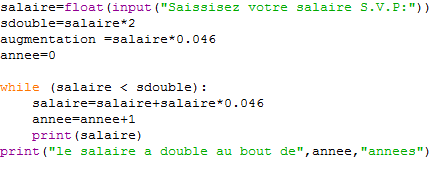 salaire=float(input("Saissisez votre salaire S.V.P:"))
sdouble=salaire*2
augmentation =salaire*0.046
annee=0
while (salaire < sdouble):
    salaire=salaire+salaire*0.046
    annee=annee+1
    print(salaire)
print("le salaire a double au bout de",annee,"annees")